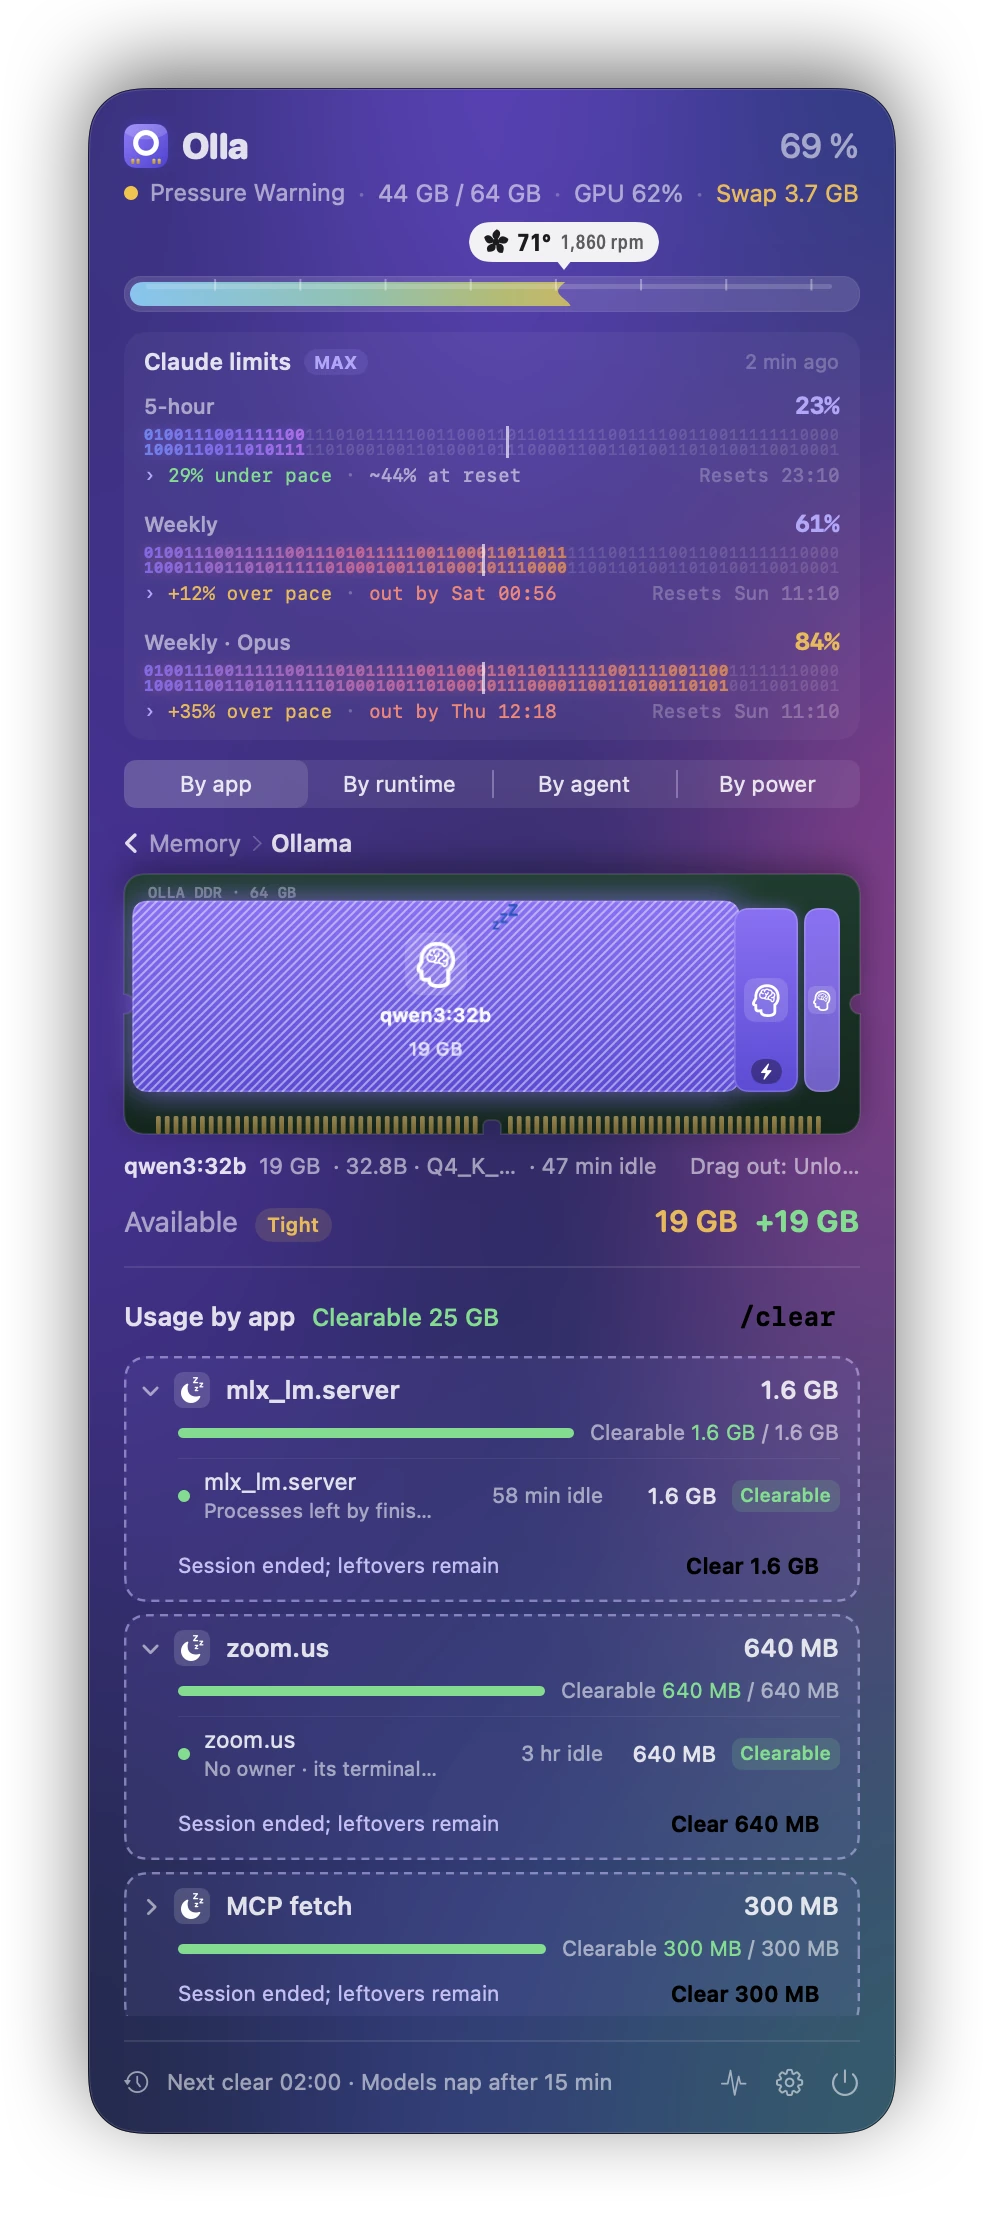 Olla
69 %
Pressure Warning · 44 GB / 64 GB · GPU 62% · Swap 3.7 GB
71° 1,860 rpm
Claude limits MAX 2 min ago
5-hour 23%
› 29% under pace · ~44% at reset Resets 23:10
Weekly 61%
› +12% over pace · out by Sat 00:56 Resets Sun 11:10
Weekly · Opus 84%
› +35% over pace · out by Thu 12:18 Resets Sun 11:10
By app By runtime By agent By power
Memory > Ollama
OLLA DDR · 64 GB
zzz
qwen3:32b
19 GB
qwen3:32b 19 GB · 32.8B · Q4_K_... · 47 min idle Drag out: Unlo...
Available Tight 19 GB +19 GB
Usage by app Clearable 25 GB /clear
mlx_lm.server 1.6 GB
Clearable 1.6 GB / 1.6 GB
mlx_lm.server
Processes left by finis...
58 min idle 1.6 GB Clearable
Session ended; leftovers remain Clear 1.6 GB
zoom.us 640 MB
Clearable 640 MB / 640 MB
zoom.us
No owner · its terminal...
3 hr idle 640 MB Clearable
Session ended; leftovers remain Clear 640 MB
MCP fetch 300 MB
Clearable 300 MB / 300 MB
Session ended; leftovers remain Clear 300 MB
Next clear 02:00 · Models nap after 15 min